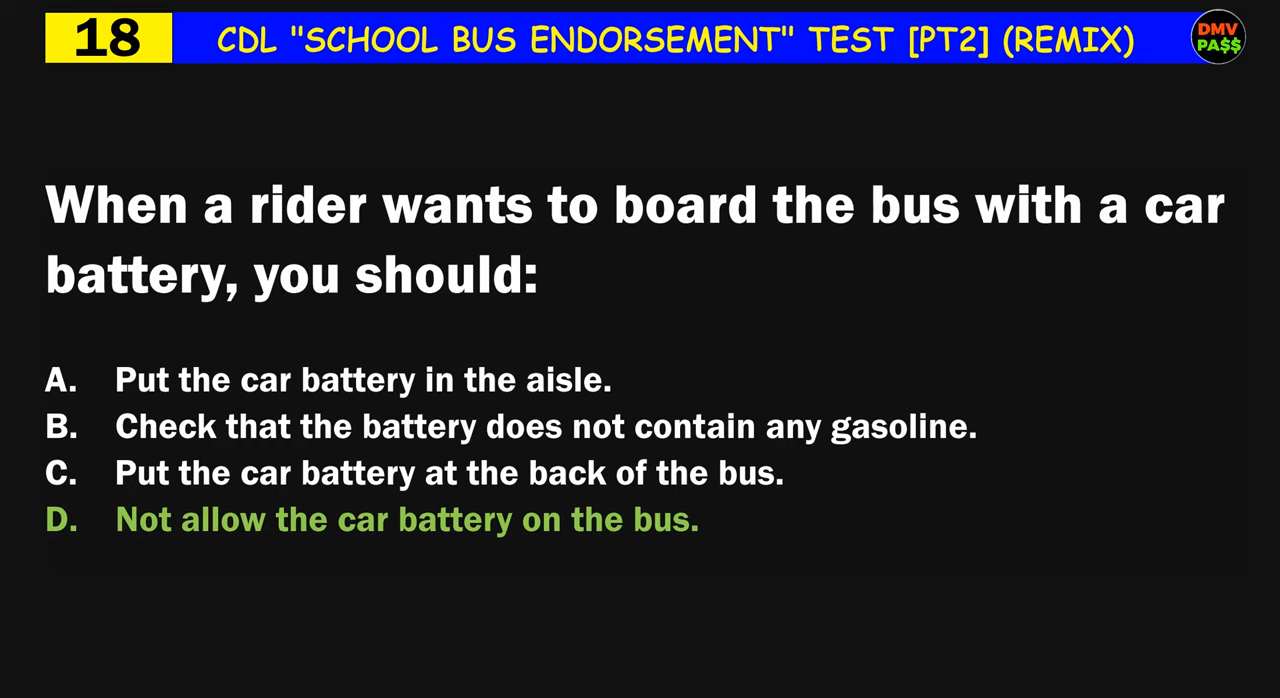 18
CDL "SCHOOL BUS ENDORSEMENT" TEST [PT2] (REMIX)
DMV
PA$$
When a rider wants to board the bus with a car
battery, you should:
A. Put the car battery in the aisle.
B. Check that the battery does not contain any gasoline.
C. Put the car battery at the back of the bus.
D. Not allow the car battery on the bus.